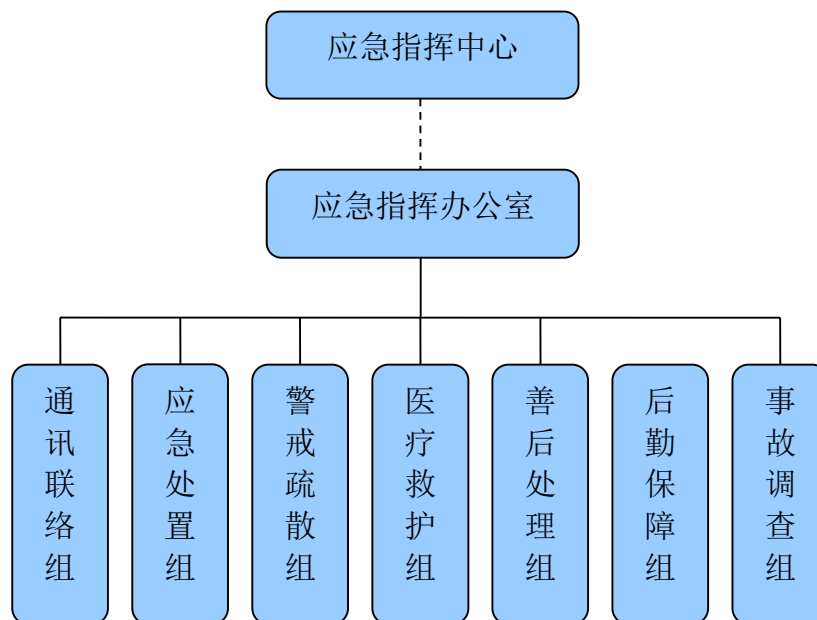 应急指挥中心
应急指挥办公室
通讯联络组
应急处置组
警戒疏散组
医疗救护组
善后处理组
后勤保障组
事故调查组